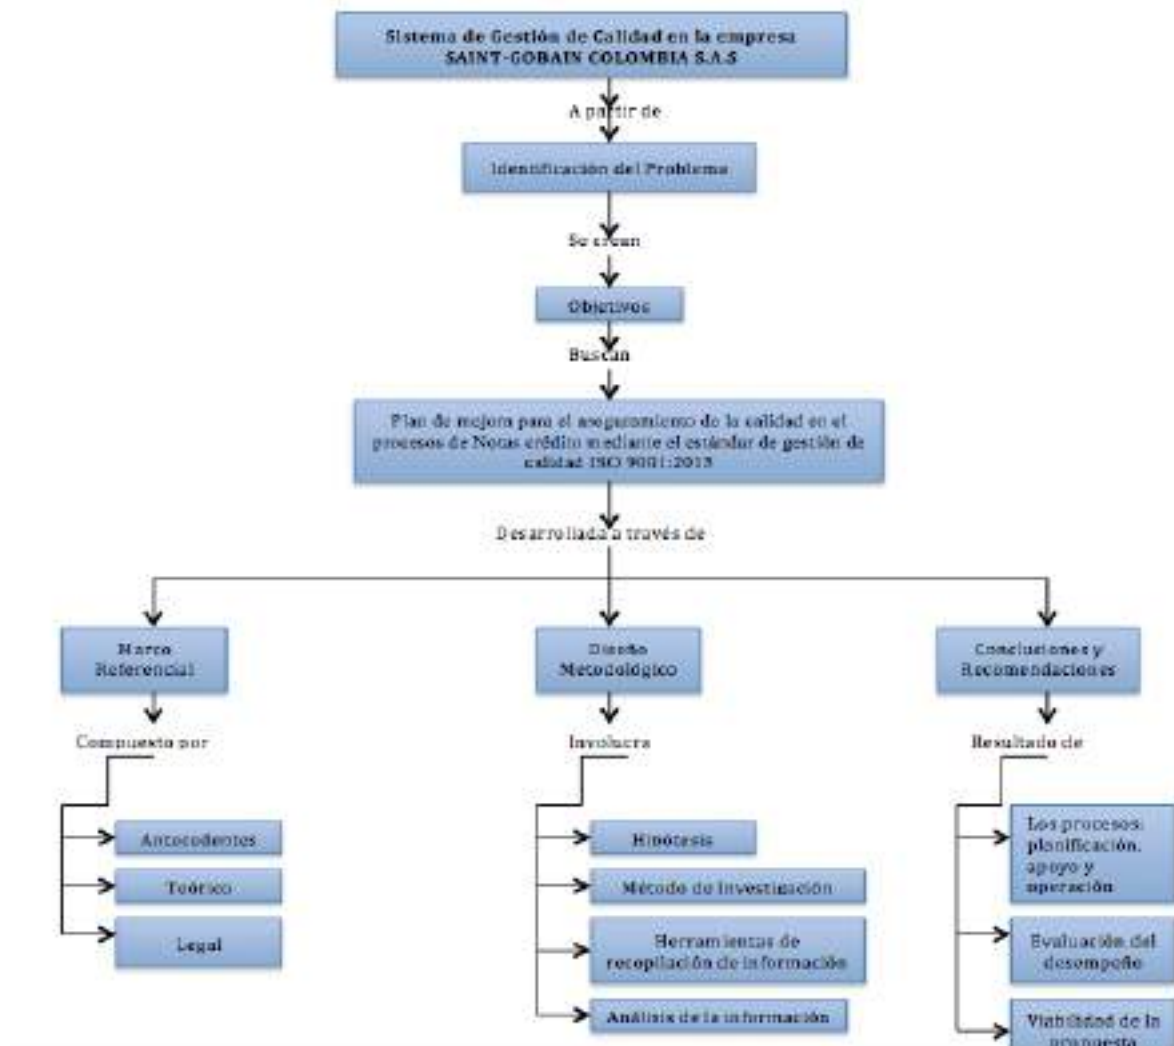 Sistema de Gestión de Calidad en la empresa
SAINT-GOBAIN COLOMBIA S.A.S
A partir de
Identificación del Problema
Se crean
Objetivos
Buscan
Plan de mejora para el aseguramiento de la calidad en el
procesos de Notas crédito mediante el estándar de gestión de
calidad ISO 9001:2015
Desarrollada a través de
Marco
Referencial
Compuesto por
Antecedentes
Teórico
Legal
Diseño
Metodológico
Involucra
Hipótesis
Método de Investigación
Herramientas de
recopilación de información
Análisis de la información
Conclusiones y
Recomendaciones
Resultado de
Los procesos:
planificación,
apoyo y
operación
Evaluación del
desempeño
Viabilidad de la
propuesta